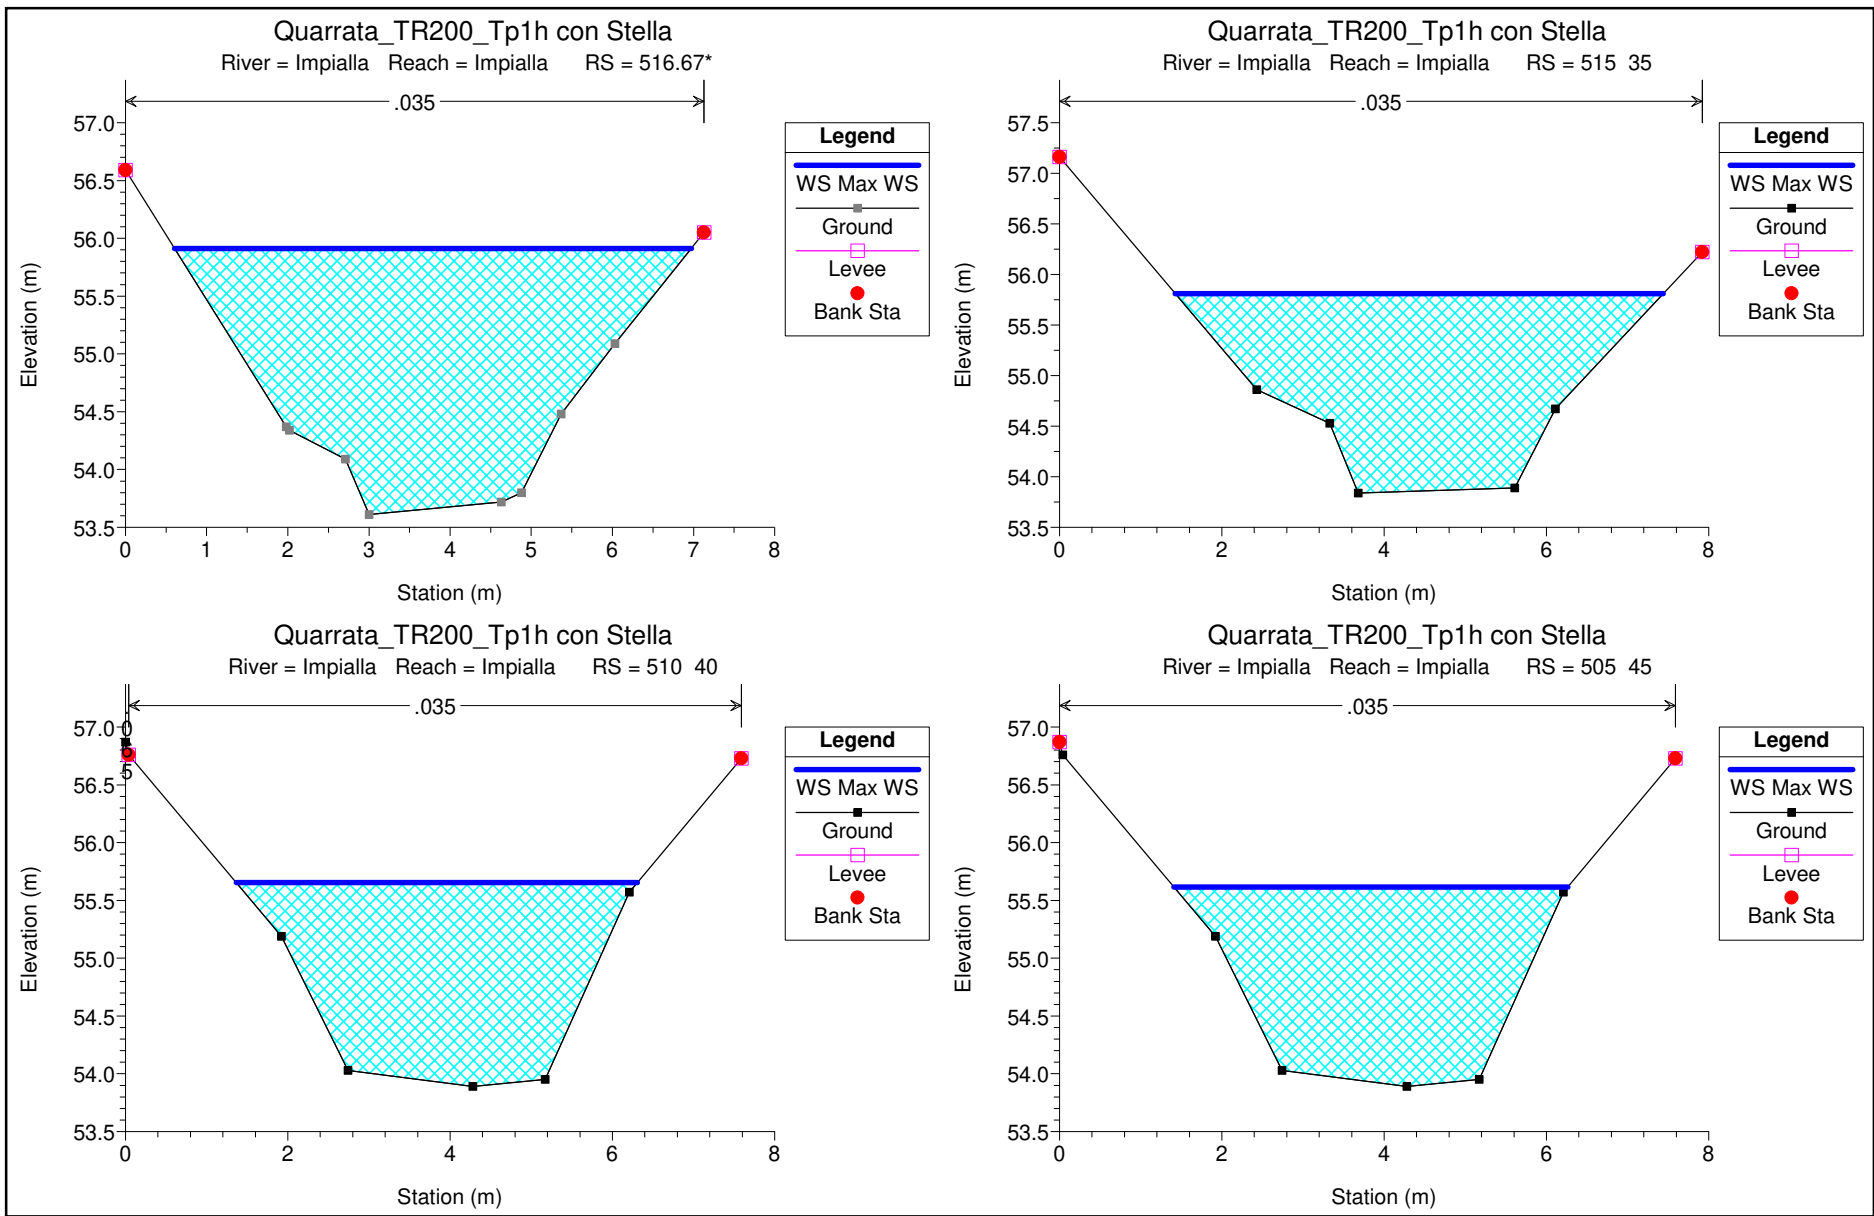 Quarrata_TR200_Tp1h con Stella
River = Impialla Reach = Impialla RS = 516.67*
.035
57.0
56.5
56.0
55.5
55.0
54.5
54.0
53.5
0 1 2 3 4 5 6 7 8
Station (m)
Elevation (m)
Legend
WS Max WS
Ground
Levee
Bank Sta
Quarrata_TR200_Tp1h con Stella
River = Impialla Reach = Impialla RS = 515 35
.035
57.5
57.0
56.5
56.0
55.5
55.0
54.5
54.0
53.5
0 2 4 6 8
Station (m)
Elevation (m)
Legend
WS Max WS
Ground
Levee
Bank Sta
Quarrata_TR200_Tp1h con Stella
River = Impialla Reach = Impialla RS = 510 40
.035
57.0
56.5
56.0
55.5
55.0
54.5
54.0
53.5
0 2 4 6 8
Station (m)
Elevation (m)
Legend
WS Max WS
Ground
Levee
Bank Sta
Quarrata_TR200_Tp1h con Stella
River = Impialla Reach = Impialla RS = 505 45
.035
57.0
56.5
56.0
55.5
55.0
54.5
54.0
53.5
0 2 4 6 8
Station (m)
Elevation (m)
Legend
WS Max WS
Ground
Levee
Bank Sta